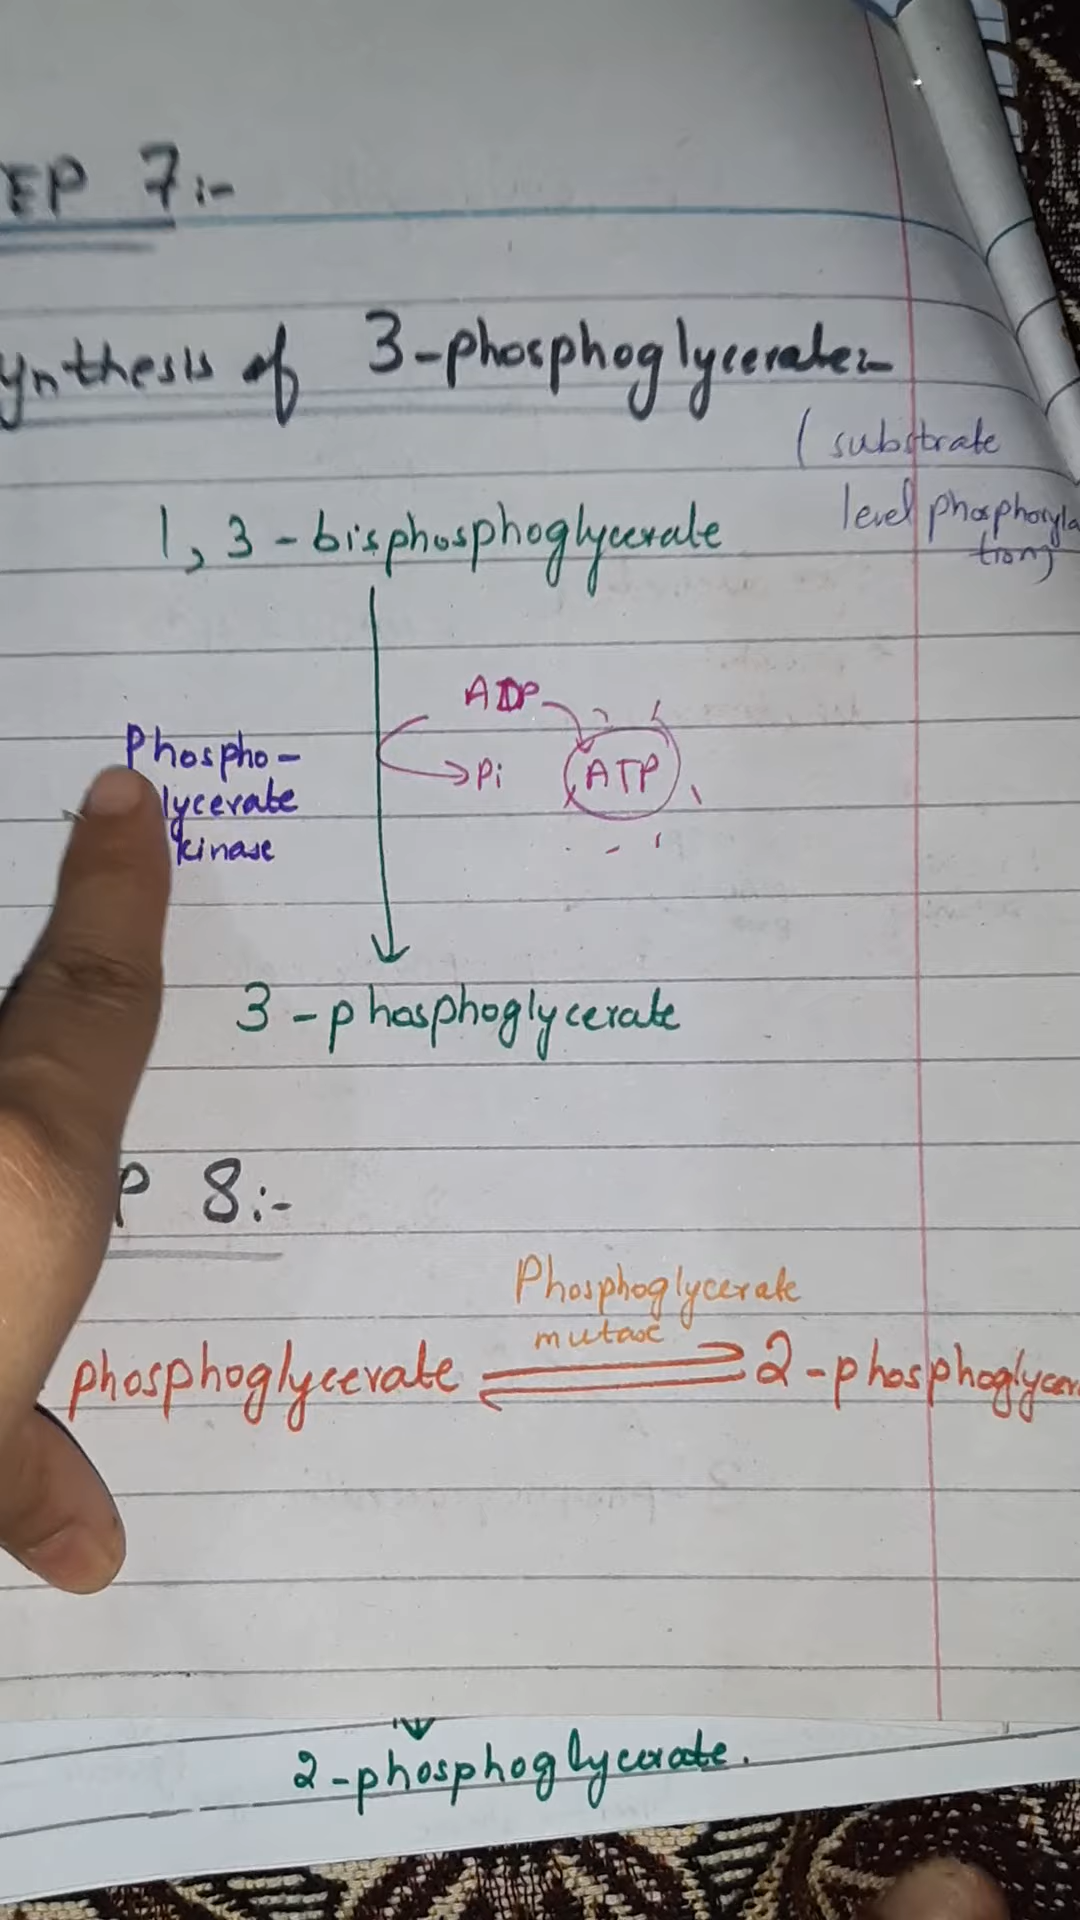 EP 7:-
ynthesis of 3-phosphoglycerate:-
( substrate
level phosphoryla
tion)
1, 3-bisphosphoglycerate
ADP
Pi ATP
Phospho-
lycerate
kinase
3-phosphoglycerate
P 8:-
Phosphoglycerate
mutase
phosphoglycerate 2-phosphoglycer
2-phosphoglycerate.